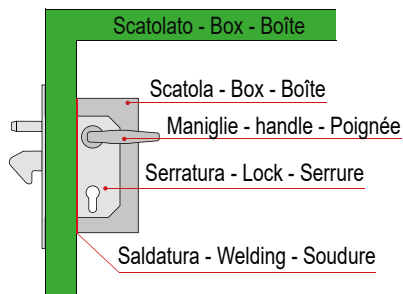 Scatolato - Box - Boîte
Scatola - Box - Boîte
Maniglie - handle - Poignée
Serratura - Lock - Serrure
Saldatura - Welding - Soudure